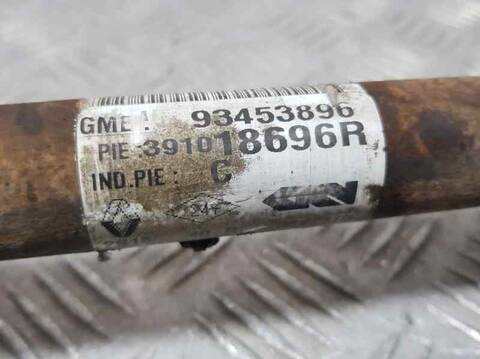 GME : 93453896
PIE : 391018696R
IND.PIE : C